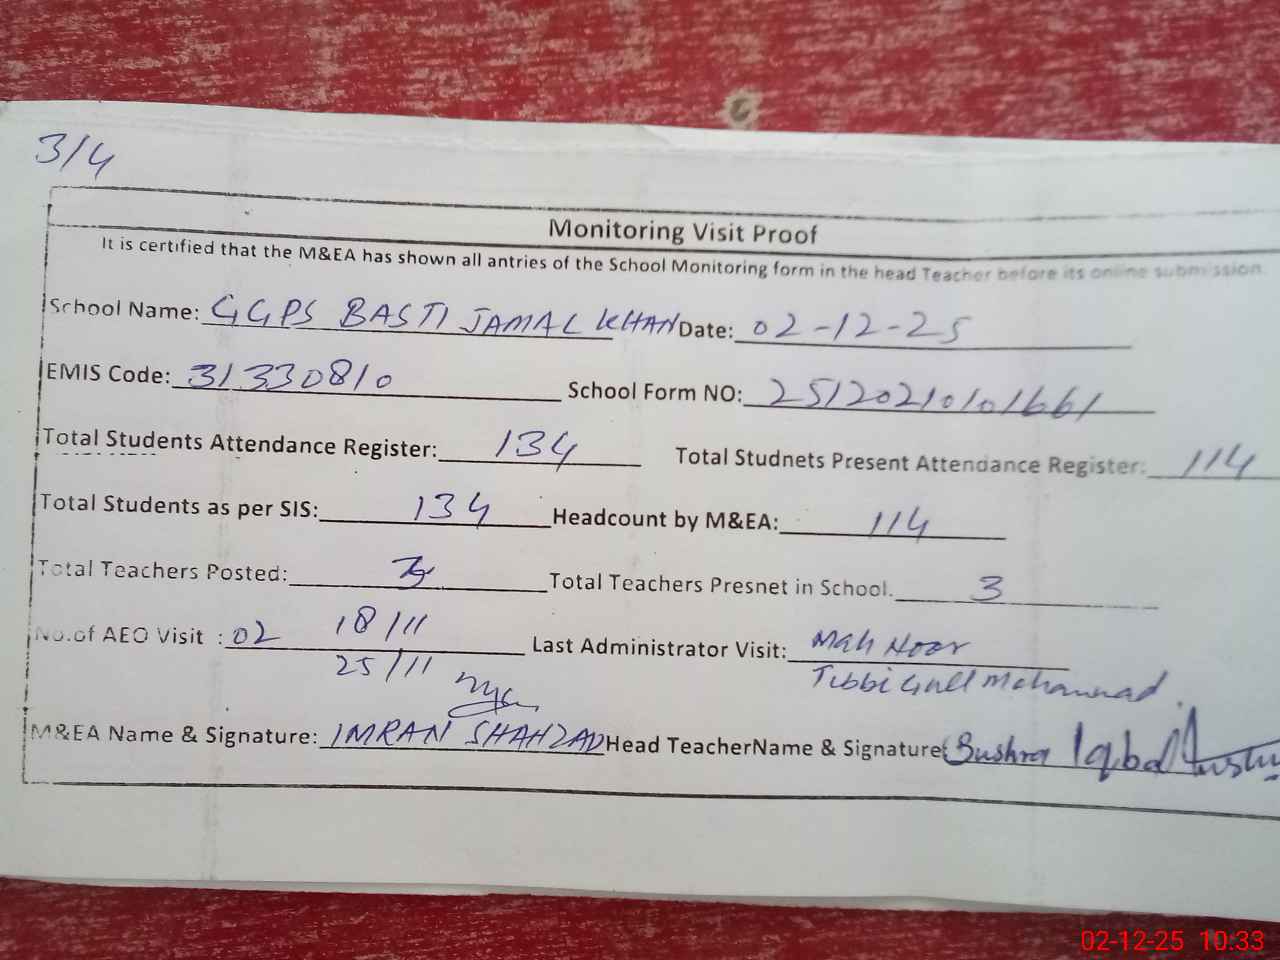 3/4
Monitoring Visit Proof
It is certified that the M&EA has shown all antries of the School Monitoring form in the head Teacher before its online submission.
School Name: GGPS BASTI JAMAL KHAN Date: 02-12-25
EMIS Code: 31330810 School Form NO: 25120210101661
Total Students Attendance Register: 134 Total Studnets Present Attendance Register: 114
Total Students as per SIS: 134 Headcount by M&EA: 114
Total Teachers Posted: Total Teachers Presnet in School. 3
No.of AEO Visit : 02 18/11 Last Administrator Visit: Mah Noor
25/11 Tibbi Gull Mohammad.
M&EA Name & Signature: IMRAN SHAHZAD Head TeacherName & Signature: Bushra Iqbal
02-12-25 10:33